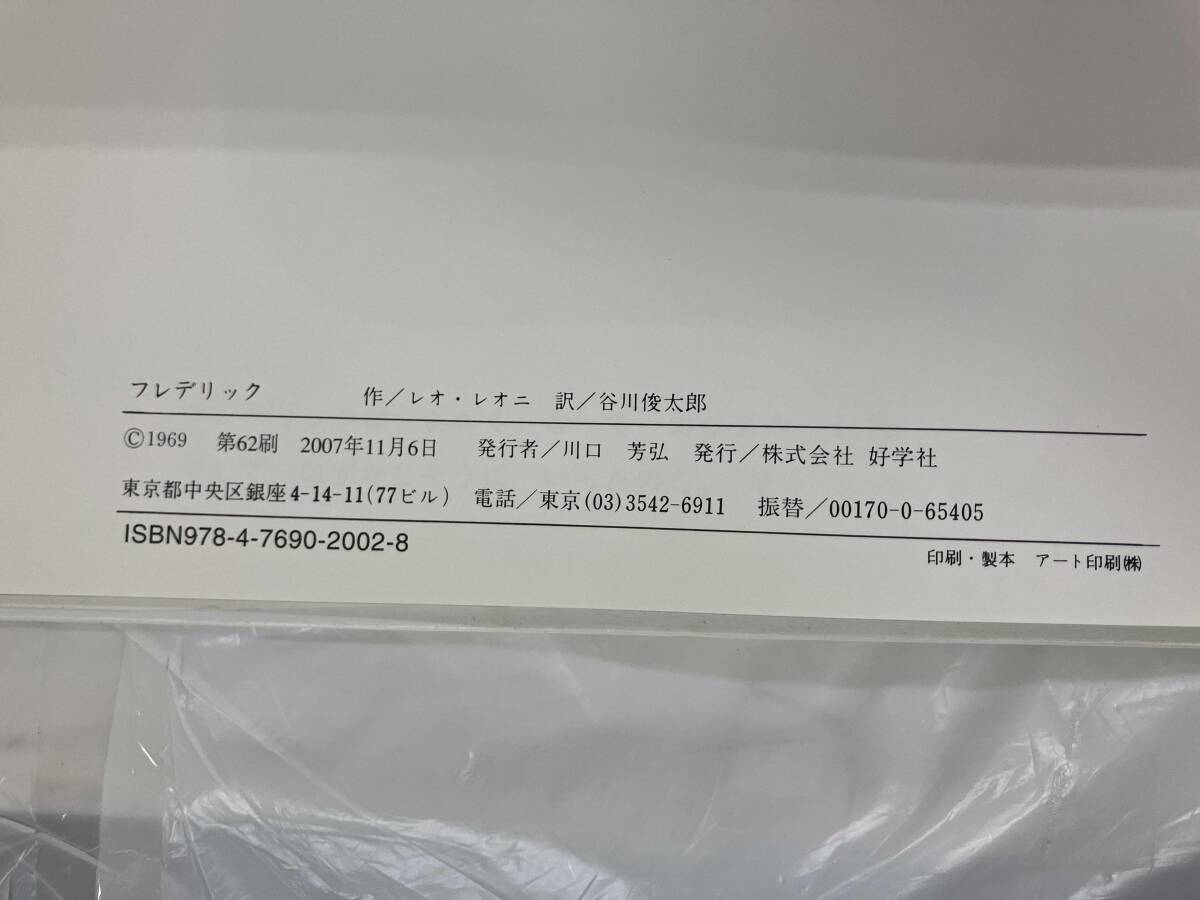 フレデリック 作／レオ・レオニ 訳／谷川俊太郎
©1969 第62刷 2007年11月6日 発行者／川口 芳弘 発行／株式会社 好学社
東京都中央区銀座4-14-11(77ビル) 電話／東京(03)3542-6911 振替／00170-0-65405
ISBN978-4-7690-2002-8
印刷・製本 アート印刷㈱